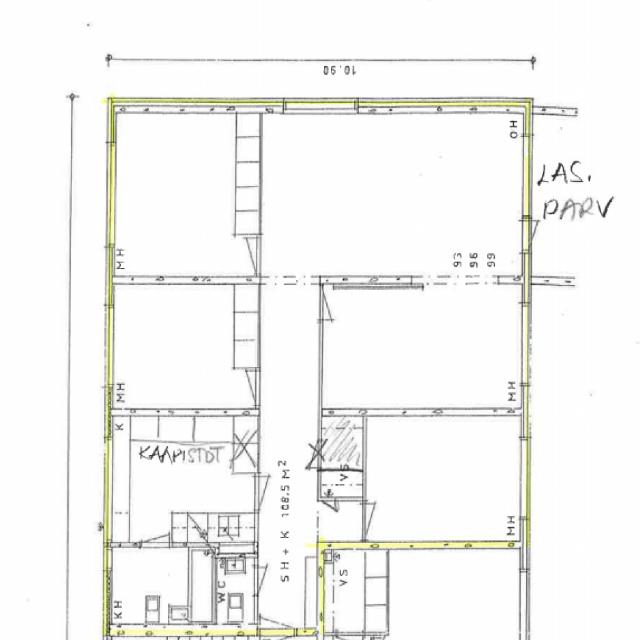 10.90
OH
LAS.
PARV
MH
93
96
99
MH
MH
K
KAAPISTOT
VS
5H + K 108.5 M²
MH
KH
WC
VS